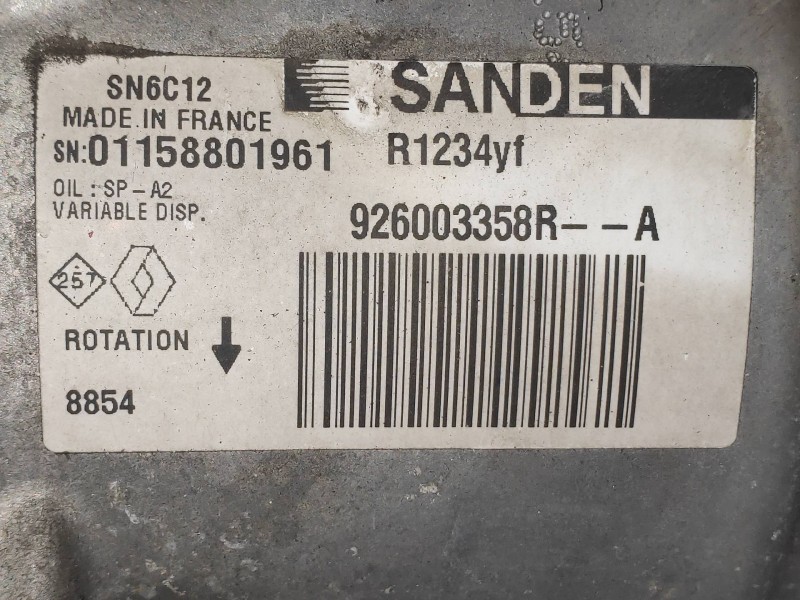 SN6C12
SANDEN
MADE IN FRANCE
SN:01158801961
R1234yf
OIL : SP-A2
VARIABLE DISP.
926003358R--A
257
ROTATION
8854